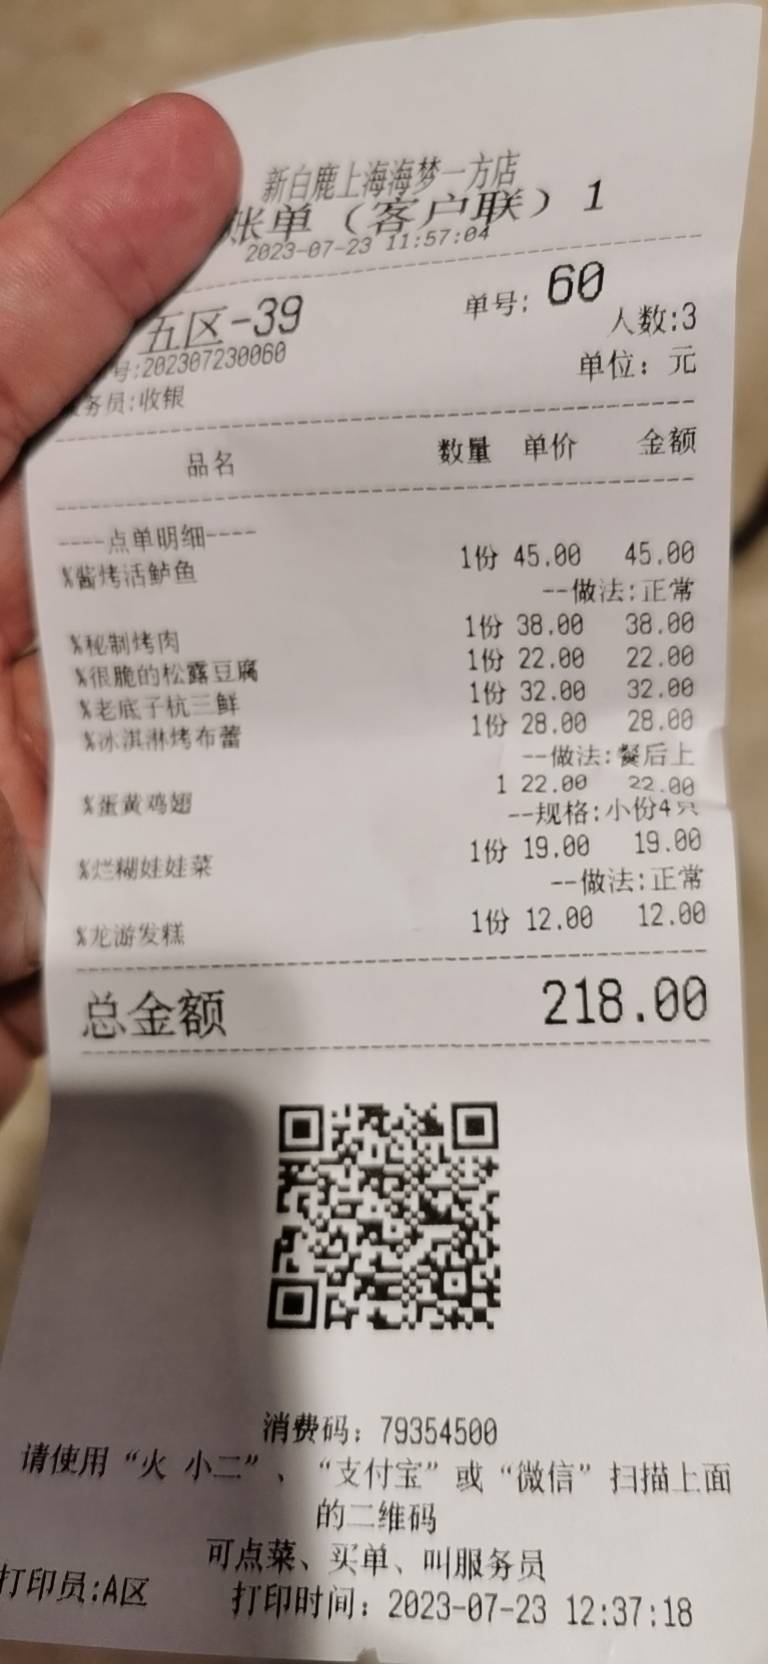 新白鹿上海海梦一方店
账单（客户联）1
2023-07-23 11:57:04
五区-39 单号: 60
号:202307230060 人数:3
务员:收银 单位: 元
品名 数量 单价 金额
----点单明细----
%酱烤活鲈鱼 1份 45.00 45.00
--做法:正常
%秘制烤肉 1份 38.00 38.00
%很脆的松露豆腐 1份 22.00 22.00
%老底子杭三鲜 1份 32.00 32.00
%冰淇淋烤布蕾 1份 28.00 28.00
--做法:餐后上
%蛋黄鸡翅 1 22.00 22.00
--规格:小份4只
%烂糊娃娃菜 1份 19.00 19.00
--做法:正常
%龙游发糕 1份 12.00 12.00
总金额 218.00
消费码: 79354500
请使用“火 小二”、“支付宝”或“微信”扫描上面
的二维码
可点菜、买单、叫服务员
打印员:A区 打印时间: 2023-07-23 12:37:18